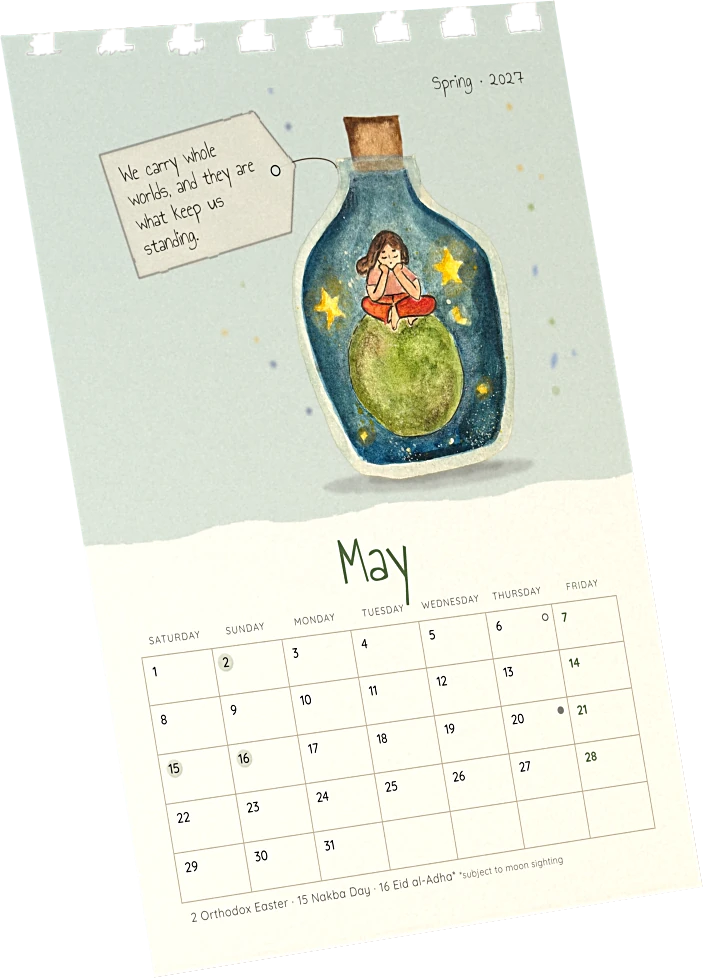 Spring · 2027
We carry whole
worlds, and they are
what keep us
standing.
May
SATURDAY SUNDAY MONDAY TUESDAY WEDNESDAY THURSDAY FRIDAY
1 2 3 4 5 6 7
8 9 10 11 12 13 14
15 16 17 18 19 20 21
22 23 24 25 26 27 28
29 30 31
2 Orthodox Easter · 15 Nakba Day · 16 Eid al-Adha* *subject to moon sighting